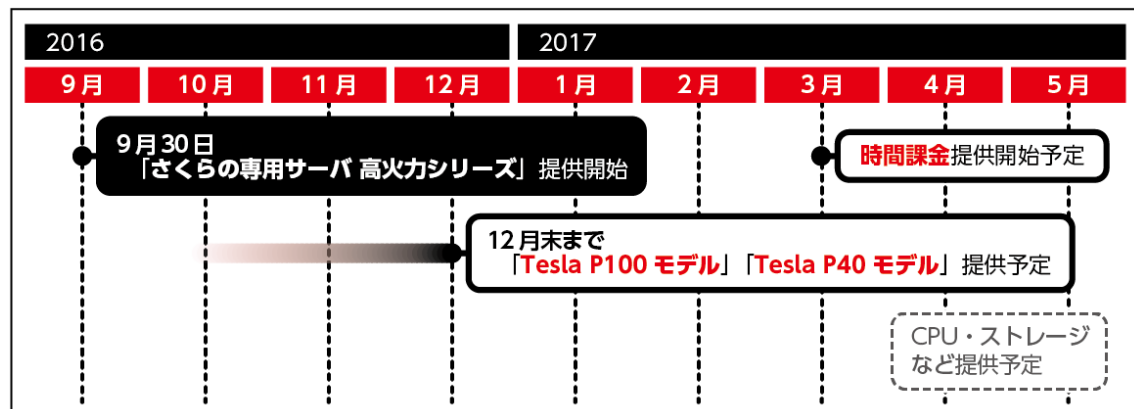 2016 2017
9月 10月 11月 12月 1月 2月 3月 4月 5月
9月30日
「さくらの専用サーバ 高火力シリーズ」提供開始
時間課金提供開始予定
12月末まで
「Tesla P100 モデル」「Tesla P40 モデル」提供予定
CPU・ストレージ
など提供予定